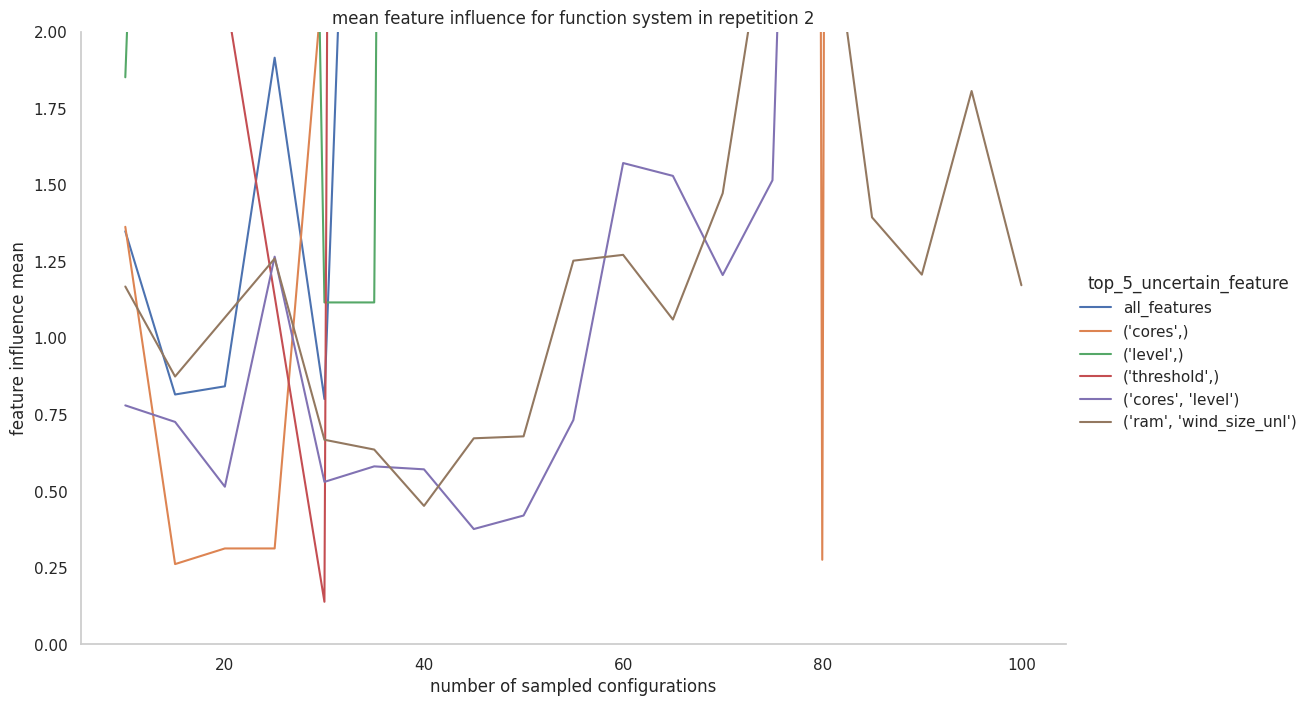 mean feature influence for function system in repetition 2
2.00
1.75
1.50
1.25
1.00
0.75
0.50
0.25
0.00
feature influence mean
20
40
60
80
100
number of sampled configurations
top_5_uncertain_feature
all_features
('cores',)
('level',)
('threshold',)
('cores', 'level')
('ram', 'wind_size_unl')